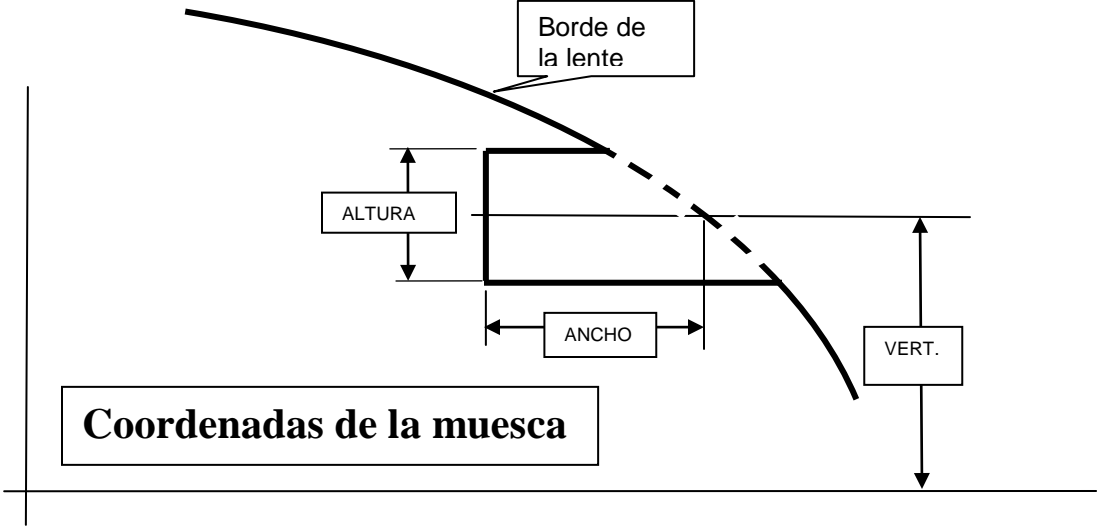 Borde de
la lente
ALTURA
ANCHO
VERT.
Coordenadas de la muesca